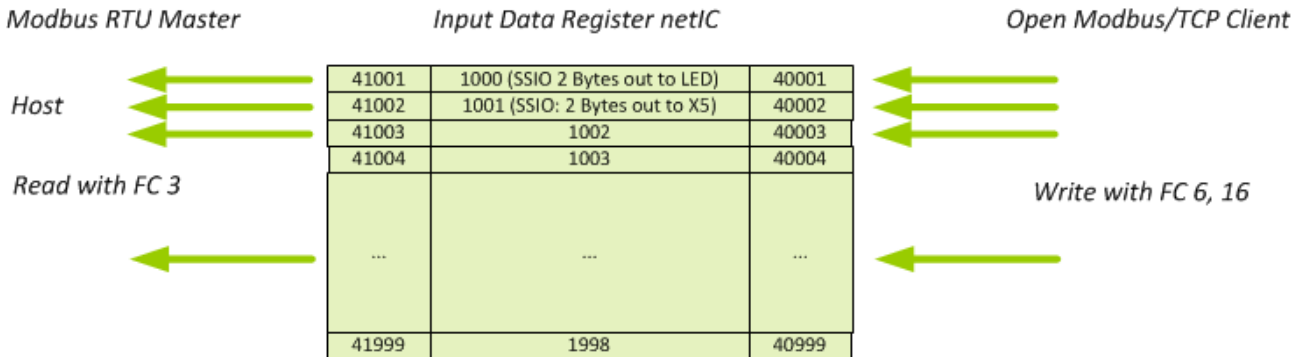 Modbus RTU Master Input Data Register netIC Open Modbus/TCP Client
41001 1000 (SSIO 2 Bytes out to LED) 40001
Host 41002 1001 (SSIO: 2 Bytes out to X5) 40002
41003 1002 40003
41004 1003 40004
Read with FC 3 Write with FC 6, 16
... ... ...
41999 1998 40999